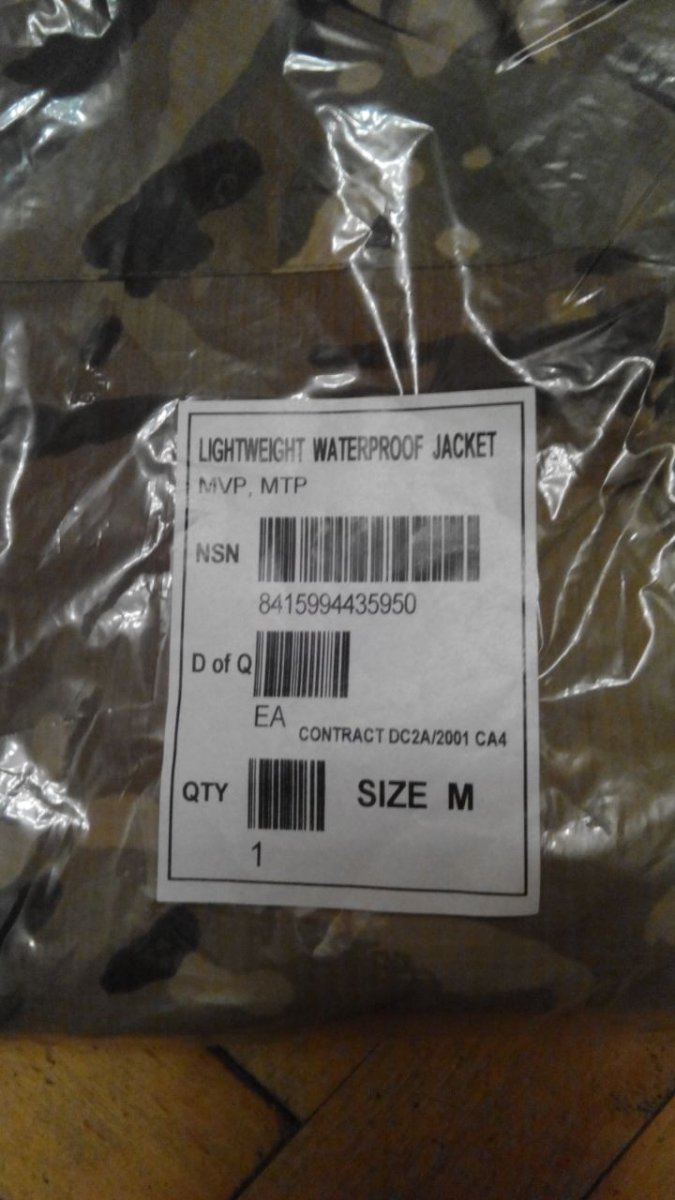 LIGHTWEIGHT WATERPROOF JACKET
MVP, MTP
NSN
8415994435950
D of Q
EA
CONTRACT DC2A/2001 CA4
QTY
SIZE M
1